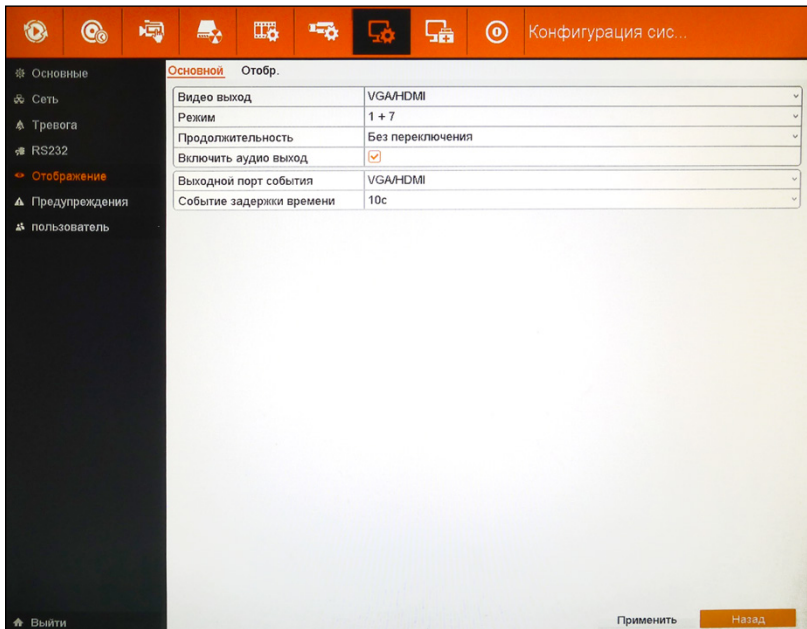 Конфигурация сис...
Основные
Сеть
Тревога
RS232
Отображение
Предупреждения
пользователь
Выйти
Основной Отобр.
Видео выход VGA/HDMI
Режим 1 + 7
Продолжительность Без переключения
Включить аудио выход
Выходной порт события VGA/HDMI
Событие задержки времени 10с
Применить Назад